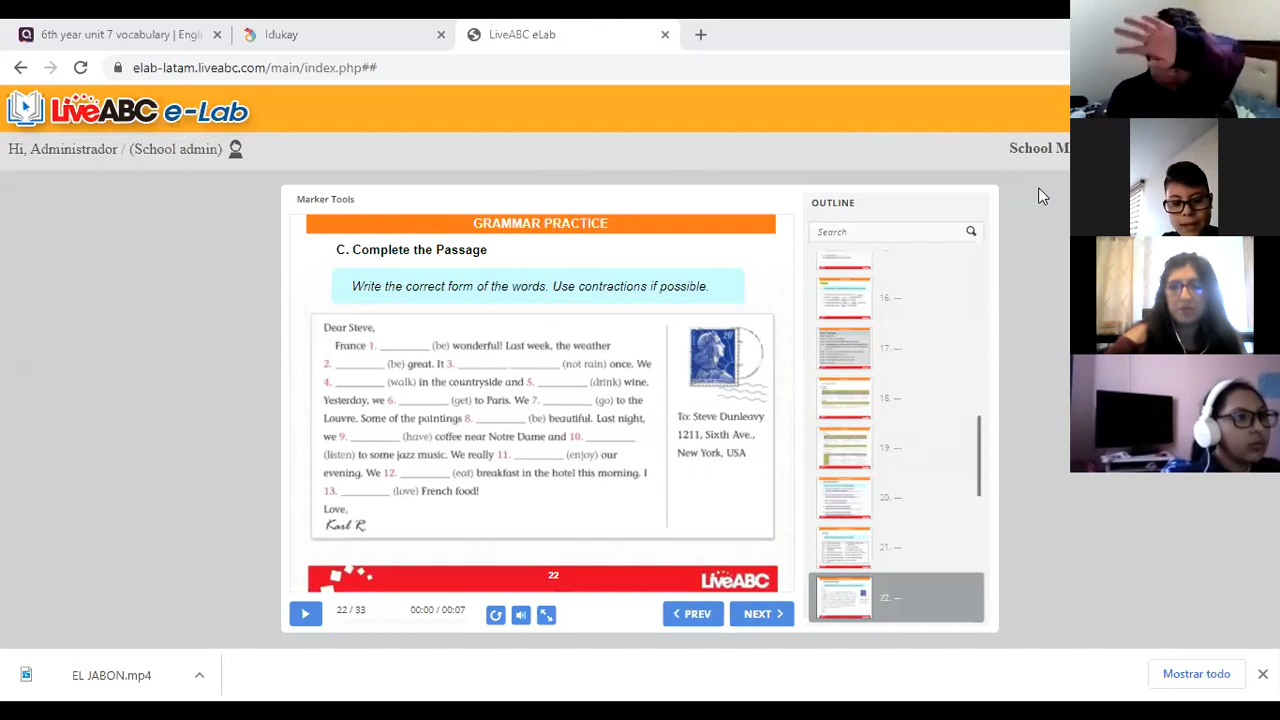 6th year unit 7 vocabulary | Engli
Idukay
LiveABC eLab
elab-latam.liveabc.com/main/index.php##
LiveABC e-Lab
Hi, Administrador / (School admin)
School M
Marker Tools
GRAMMAR PRACTICE
C. Complete the Passage
Write the correct form of the words. Use contractions if possible.
Dear Steve,
France 1. ________ (be) wonderful! Last week, the weather
2. ________ (be) great. It 3. ________ ________ (not rain) once. We
4. ________ (walk) in the countryside and 5. ________ (drink) wine.
Yesterday, we 6. ________ (get) to Paris. We 7. ________ (go) to the
Louvre. Some of the paintings 8. ________ (be) beautiful. Last night,
we 9. ________ (have) coffee near Notre Dame and 10. ________
(listen) to some jazz music. We really 11. ________ (enjoy) our
evening. We 12. ________ (eat) breakfast in the hotel this morning. I
13. ________ (love) French food!
Love,
Karl R.
To: Steve Dunleavy
1211, Sixth Ave.,
New York, USA
22
LiveABC
22 / 33
00:00 / 00:07
PREV
NEXT
OUTLINE
Search
16. ---
17. ---
18. ---
19. ---
20. ---
21. ---
22. ---
EL JABON.mp4
Mostrar todo